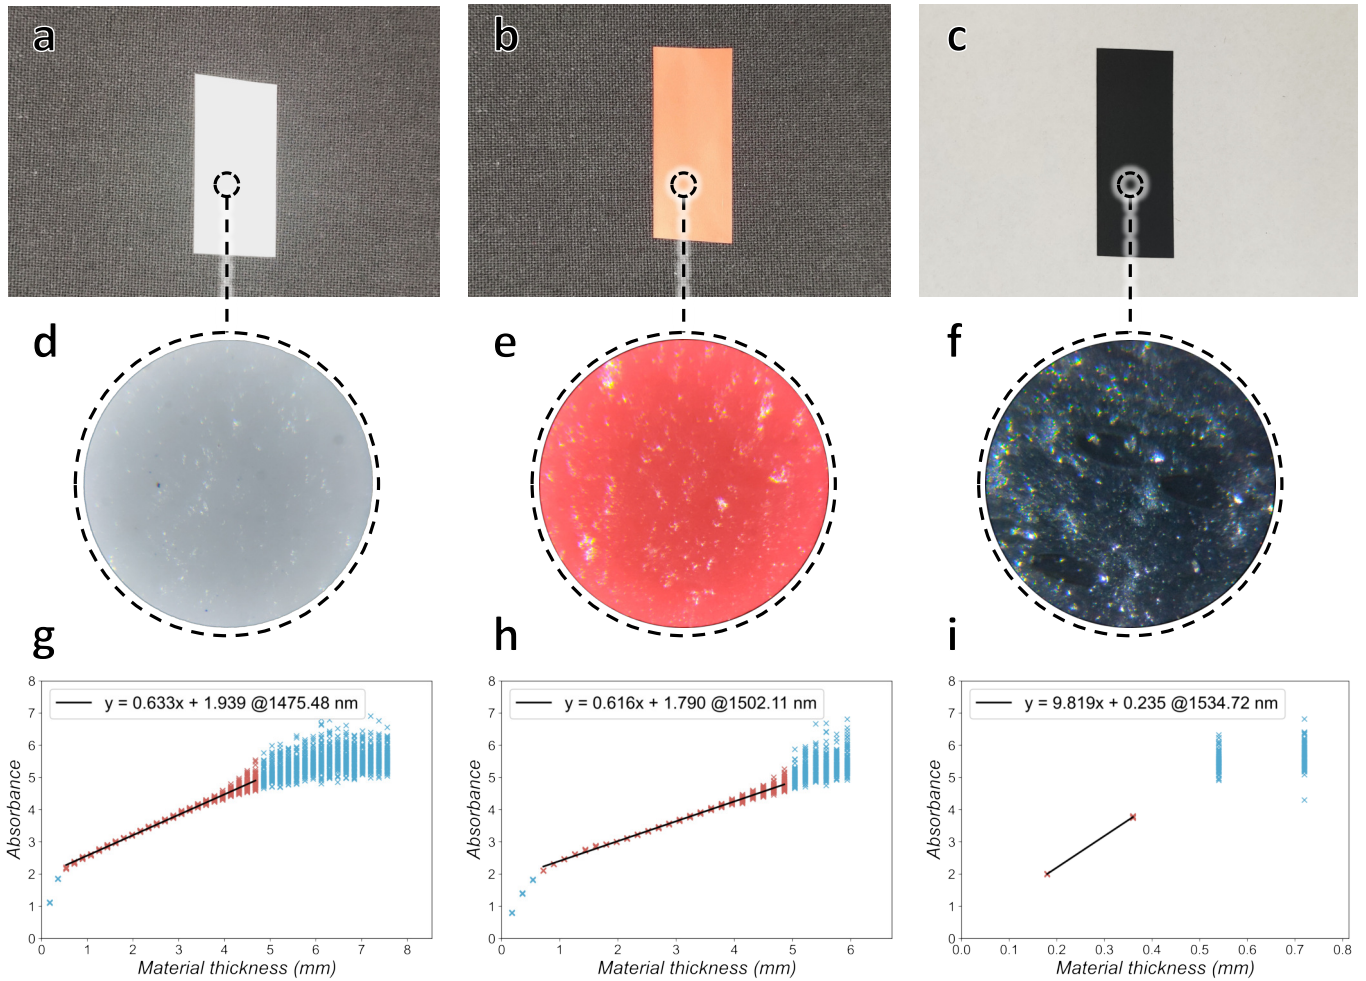 a b c
d e f
g h i
y = 0.633x + 1.939 @1475.48 nm
y = 0.616x + 1.790 @1502.11 nm
y = 9.819x + 0.235 @1534.72 nm
Absorbance
8
7
6
5
4
3
2
1
0
0 1 2 3 4 5 6 7 8
Material thickness (mm)
Absorbance
8
7
6
5
4
3
2
1
0
0 1 2 3 4 5 6
Material thickness (mm)
Absorbance
8
7
6
5
4
3
2
1
0
0.0 0.1 0.2 0.3 0.4 0.5 0.6 0.7 0.8
Material thickness (mm)